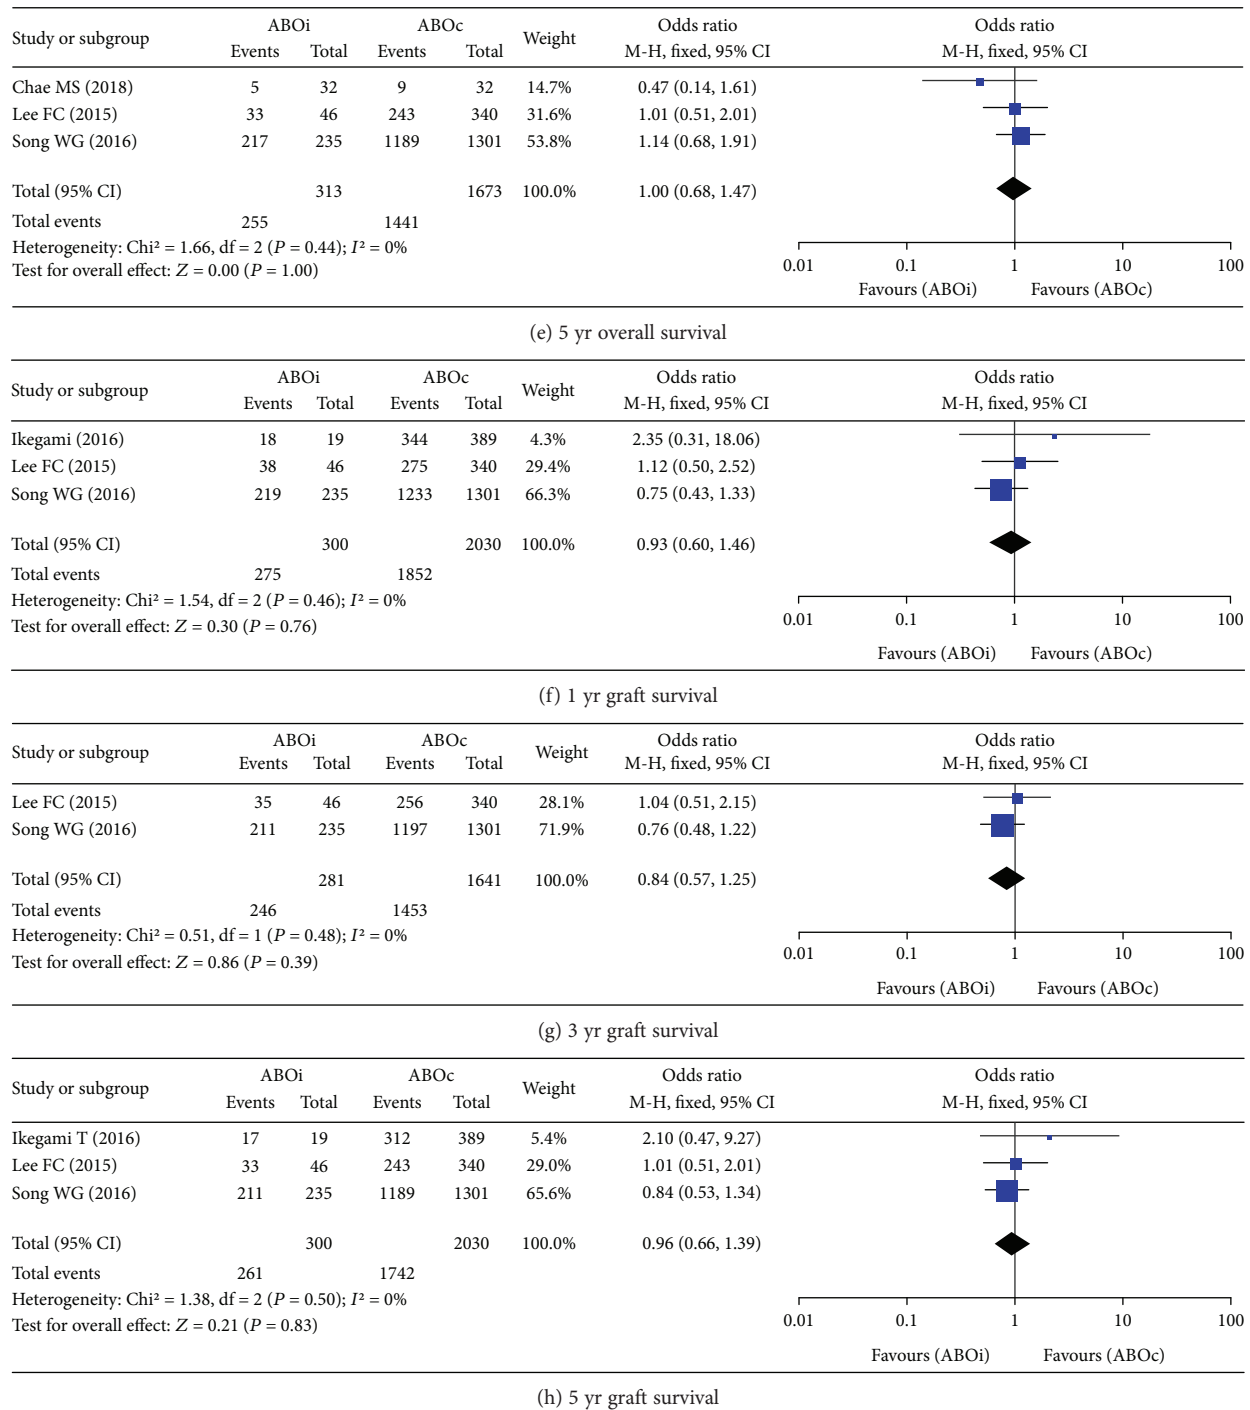 Study or subgroup ABOi ABOc Weight Odds ratio Odds ratio
Events Total Events Total M-H, fixed, 95% CI M-H, fixed, 95% CI
Chae MS (2018) 5 32 9 32 14.7% 0.47 (0.14, 1.61)
Lee FC (2015) 33 46 243 340 31.6% 1.01 (0.51, 2.01)
Song WG (2016) 217 235 1189 1301 53.8% 1.14 (0.68, 1.91)
Total (95% CI) 313 1673 100.0% 1.00 (0.68, 1.47)
Total events 255 1441
Heterogeneity: Chi² = 1.66, df = 2 (P = 0.44); I² = 0%
Test for overall effect: Z = 0.00 (P = 1.00)
0.01 0.1 1 10 100
Favours (ABOi) Favours (ABOc)
(e) 5 yr overall survival
Study or subgroup ABOi ABOc Weight Odds ratio Odds ratio
Events Total Events Total M-H, fixed, 95% CI M-H, fixed, 95% CI
Ikegami (2016) 18 19 344 389 4.3% 2.35 (0.31, 18.06)
Lee FC (2015) 38 46 275 340 29.4% 1.12 (0.50, 2.52)
Song WG (2016) 219 235 1233 1301 66.3% 0.75 (0.43, 1.33)
Total (95% CI) 300 2030 100.0% 0.93 (0.60, 1.46)
Total events 275 1852
Heterogeneity: Chi² = 1.54, df = 2 (P = 0.46); I² = 0%
Test for overall effect: Z = 0.30 (P = 0.76)
0.01 0.1 1 10 100
Favours (ABOi) Favours (ABOc)
(f) 1 yr graft survival
Study or subgroup ABOi ABOc Weight Odds ratio Odds ratio
Events Total Events Total M-H, fixed, 95% CI M-H, fixed, 95% CI
Lee FC (2015) 35 46 256 340 28.1% 1.04 (0.51, 2.15)
Song WG (2016) 211 235 1197 1301 71.9% 0.76 (0.48, 1.22)
Total (95% CI) 281 1641 100.0% 0.84 (0.57, 1.25)
Total events 246 1453
Heterogeneity: Chi² = 0.51, df = 1 (P = 0.48); I² = 0%
Test for overall effect: Z = 0.86 (P = 0.39)
0.01 0.1 1 10 100
Favours (ABOi) Favours (ABOc)
(g) 3 yr graft survival
Study or subgroup ABOi ABOc Weight Odds ratio Odds ratio
Events Total Events Total M-H, fixed, 95% CI M-H, fixed, 95% CI
Ikegami T (2016) 17 19 312 389 5.4% 2.10 (0.47, 9.27)
Lee FC (2015) 33 46 243 340 29.0% 1.01 (0.51, 2.01)
Song WG (2016) 211 235 1189 1301 65.6% 0.84 (0.53, 1.34)
Total (95% CI) 300 2030 100.0% 0.96 (0.66, 1.39)
Total events 261 1742
Heterogeneity: Chi² = 1.38, df = 2 (P = 0.50); I² = 0%
Test for overall effect: Z = 0.21 (P = 0.83)
0.01 0.1 1 10 100
Favours (ABOi) Favours (ABOc)
(h) 5 yr graft survival